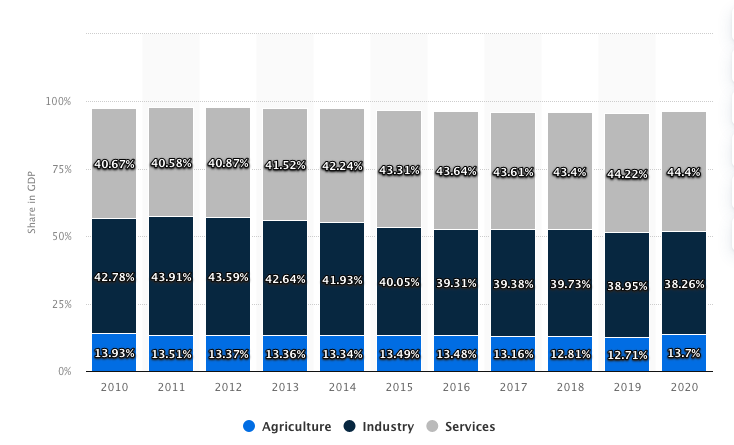 Share in GDP
100%
75%
50%
25%
0%
40.67% 40.58% 40.87% 41.52% 42.24% 43.31% 43.64% 43.61% 43.4% 44.22% 44.4%
42.78% 43.91% 43.59% 42.64% 41.93% 40.05% 39.31% 39.38% 39.73% 38.95% 38.26%
13.93% 13.51% 13.37% 13.36% 13.34% 13.49% 13.48% 13.16% 12.81% 12.71% 13.7%
2010 2011 2012 2013 2014 2015 2016 2017 2018 2019 2020
Agriculture Industry Services